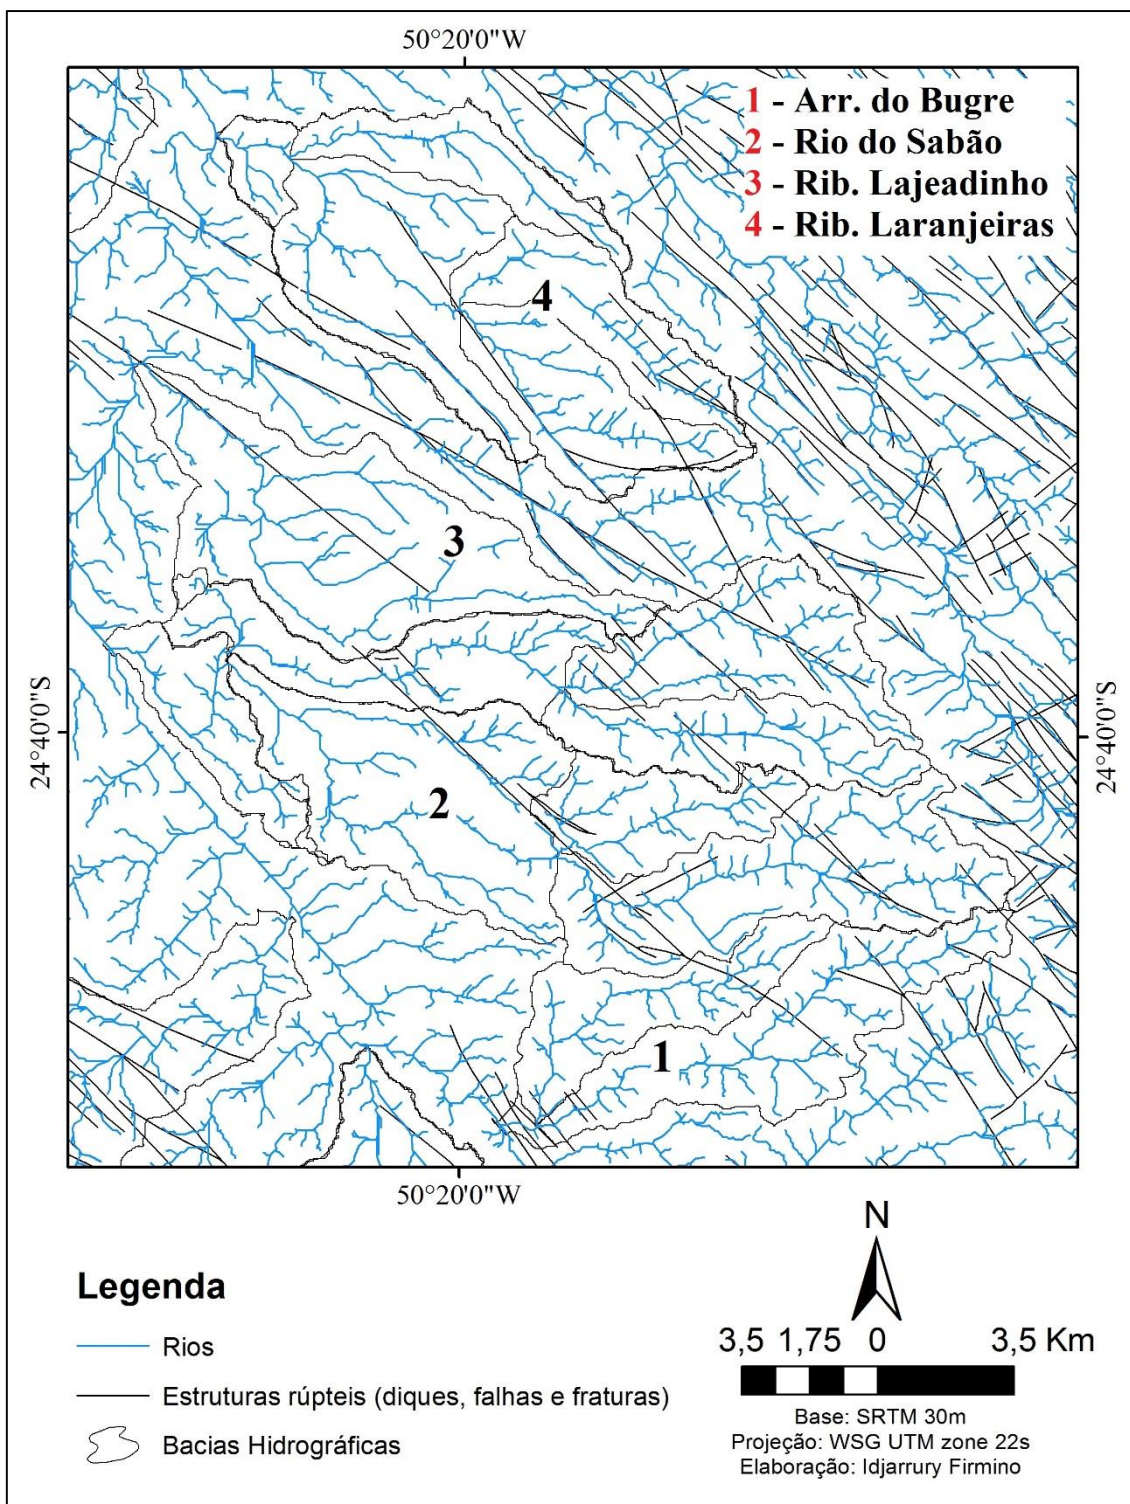 50°20'0"W
1 - Arr. do Bugre
2 - Rio do Sabão
3 - Rib. Lajeadinho
4 - Rib. Laranjeiras
4
3
24°40'0"S
24°40'0"S
2
1
50°20'0"W
N
Legenda
Rios
Estruturas rúpteis (diques, falhas e fraturas)
Bacias Hidrográficas
3,5 1,75 0 3,5 Km
Base: SRTM 30m
Projeção: WSG UTM zone 22s
Elaboração: Idjarrury Firmino